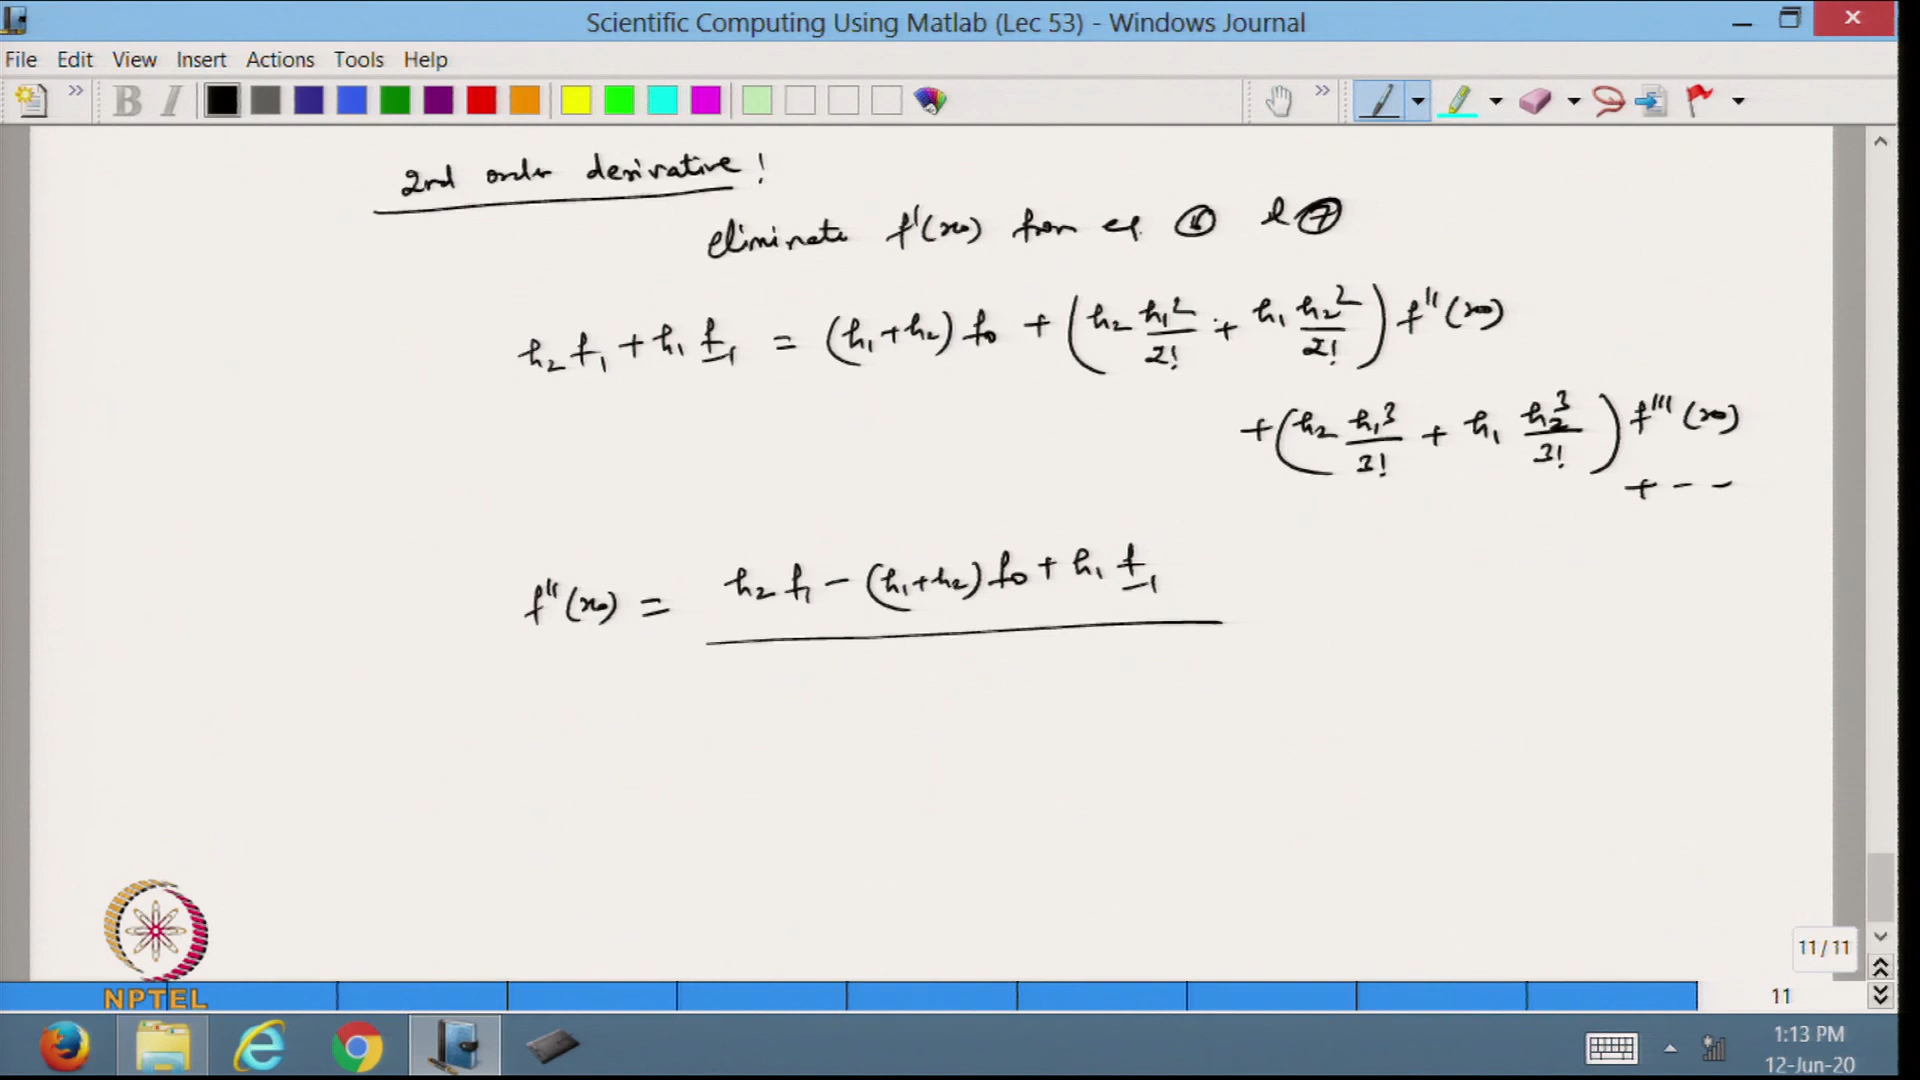 Scientific Computing Using Matlab (Lec 53) - Windows Journal
File Edit View Insert Actions Tools Help
B I
2nd order derivative!
eliminate f'(x₀) from eq. ⑥ & ⑦
h₂ f₁ + h₁ f₋₁ = (h₁+h₂) f₀ + (h₂ h₁²/2! + h₁ h₂²/2!) f''(x₀)
+ (h₂ h₁³/3! + h₁ h₂³/3!) f'''(x₀)
+ - -
f''(x₀) = h₂ f₁ - (h₁+h₂) f₀ + h₁ f₋₁
11 / 11
NPTEL
11
1:13 PM
12-Jun-20